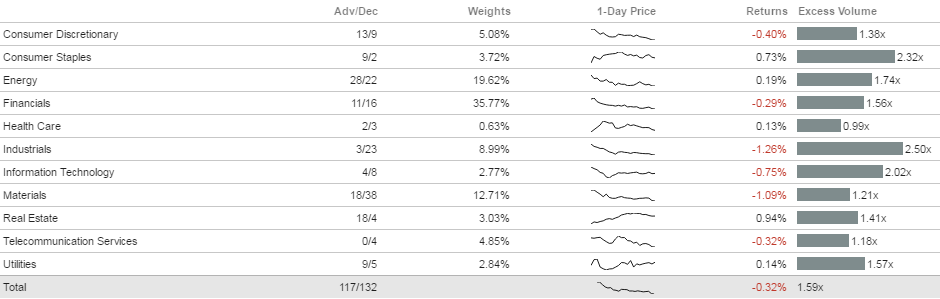 Adv/Dec Weights 1-Day Price Returns Excess Volume
Consumer Discretionary 13/9 5.08% -0.40% 1.38x
Consumer Staples 9/2 3.72% 0.73% 2.32x
Energy 28/22 19.62% 0.19% 1.74x
Financials 11/16 35.77% -0.29% 1.56x
Health Care 2/3 0.63% 0.13% 0.99x
Industrials 3/23 8.99% -1.26% 2.50x
Information Technology 4/8 2.77% -0.75% 2.02x
Materials 18/38 12.71% -1.09% 1.21x
Real Estate 18/4 3.03% 0.94% 1.41x
Telecommunication Services 0/4 4.85% -0.32% 1.18x
Utilities 9/5 2.84% 0.14% 1.57x
Total 117/132 -0.32% 1.59x